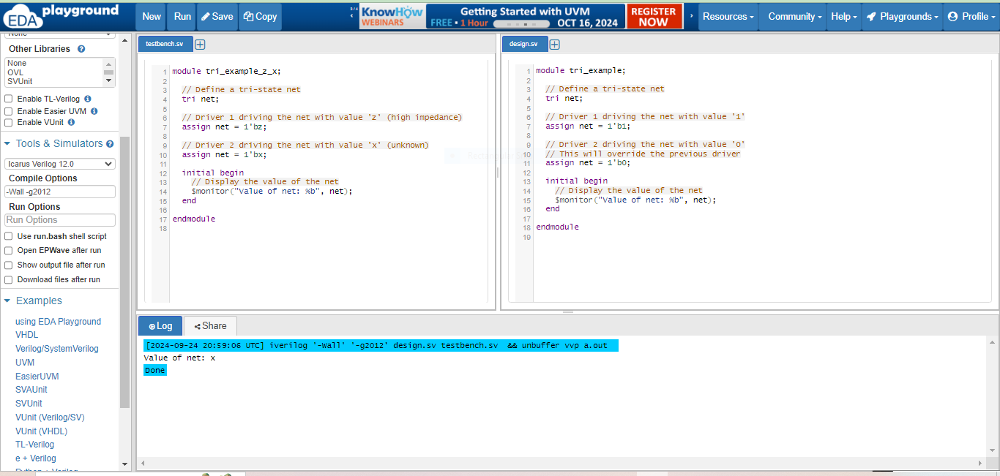 EDA playground
New
Run
Save
Copy
3/4
KnowHow
WEBINARS
Getting Started with UVM
FREE • 1 Hour
OCT 16, 2024
REGISTER
NOW
Resources
Community
Help
Playgrounds
Profile
None
Other Libraries
None
OVL
SVUnit
Enable TL-Verilog
Enable Easier UVM
Enable VUnit
Tools & Simulators
Icarus Verilog 12.0
Compile Options
-Wall -g2012
Run Options
Run Options
Use run.bash shell script
Open EPWave after run
Show output file after run
Download files after run
Examples
using EDA Playground
VHDL
Verilog/SystemVerilog
UVM
EasierUVM
SVAUnit
SVUnit
VUnit (Verilog/SV)
VUnit (VHDL)
TL-Verilog
e + Verilog
Python + Verilog
testbench.sv
1 module tri_example_z_x;
2
3 // Define a tri-state net
4 tri net;
5
6 // Driver 1 driving the net with value 'z' (high impedance)
7 assign net = 1'bz;
8
9 // Driver 2 driving the net with value 'x' (unknown)
10 assign net = 1'bx;
11
12 initial begin
13 // Display the value of the net
14 $monitor("Value of net: %b", net);
15 end
16
17 endmodule
18
design.sv
1 module tri_example;
2
3 // Define a tri-state net
4 tri net;
5
6 // Driver 1 driving the net with value '1'
7 assign net = 1'b1;
8
9 // Driver 2 driving the net with value '0'
10 // This will override the previous driver
11 assign net = 1'b0;
12
13 initial begin
14 // Display the value of the net
15 $monitor("Value of net: %b", net);
16 end
17
18 endmodule
19
Log
Share
[2024-09-24 20:59:06 UTC] iverilog '-Wall' '-g2012' design.sv testbench.sv && unbuffer vvp a.out
Value of net: x
Done